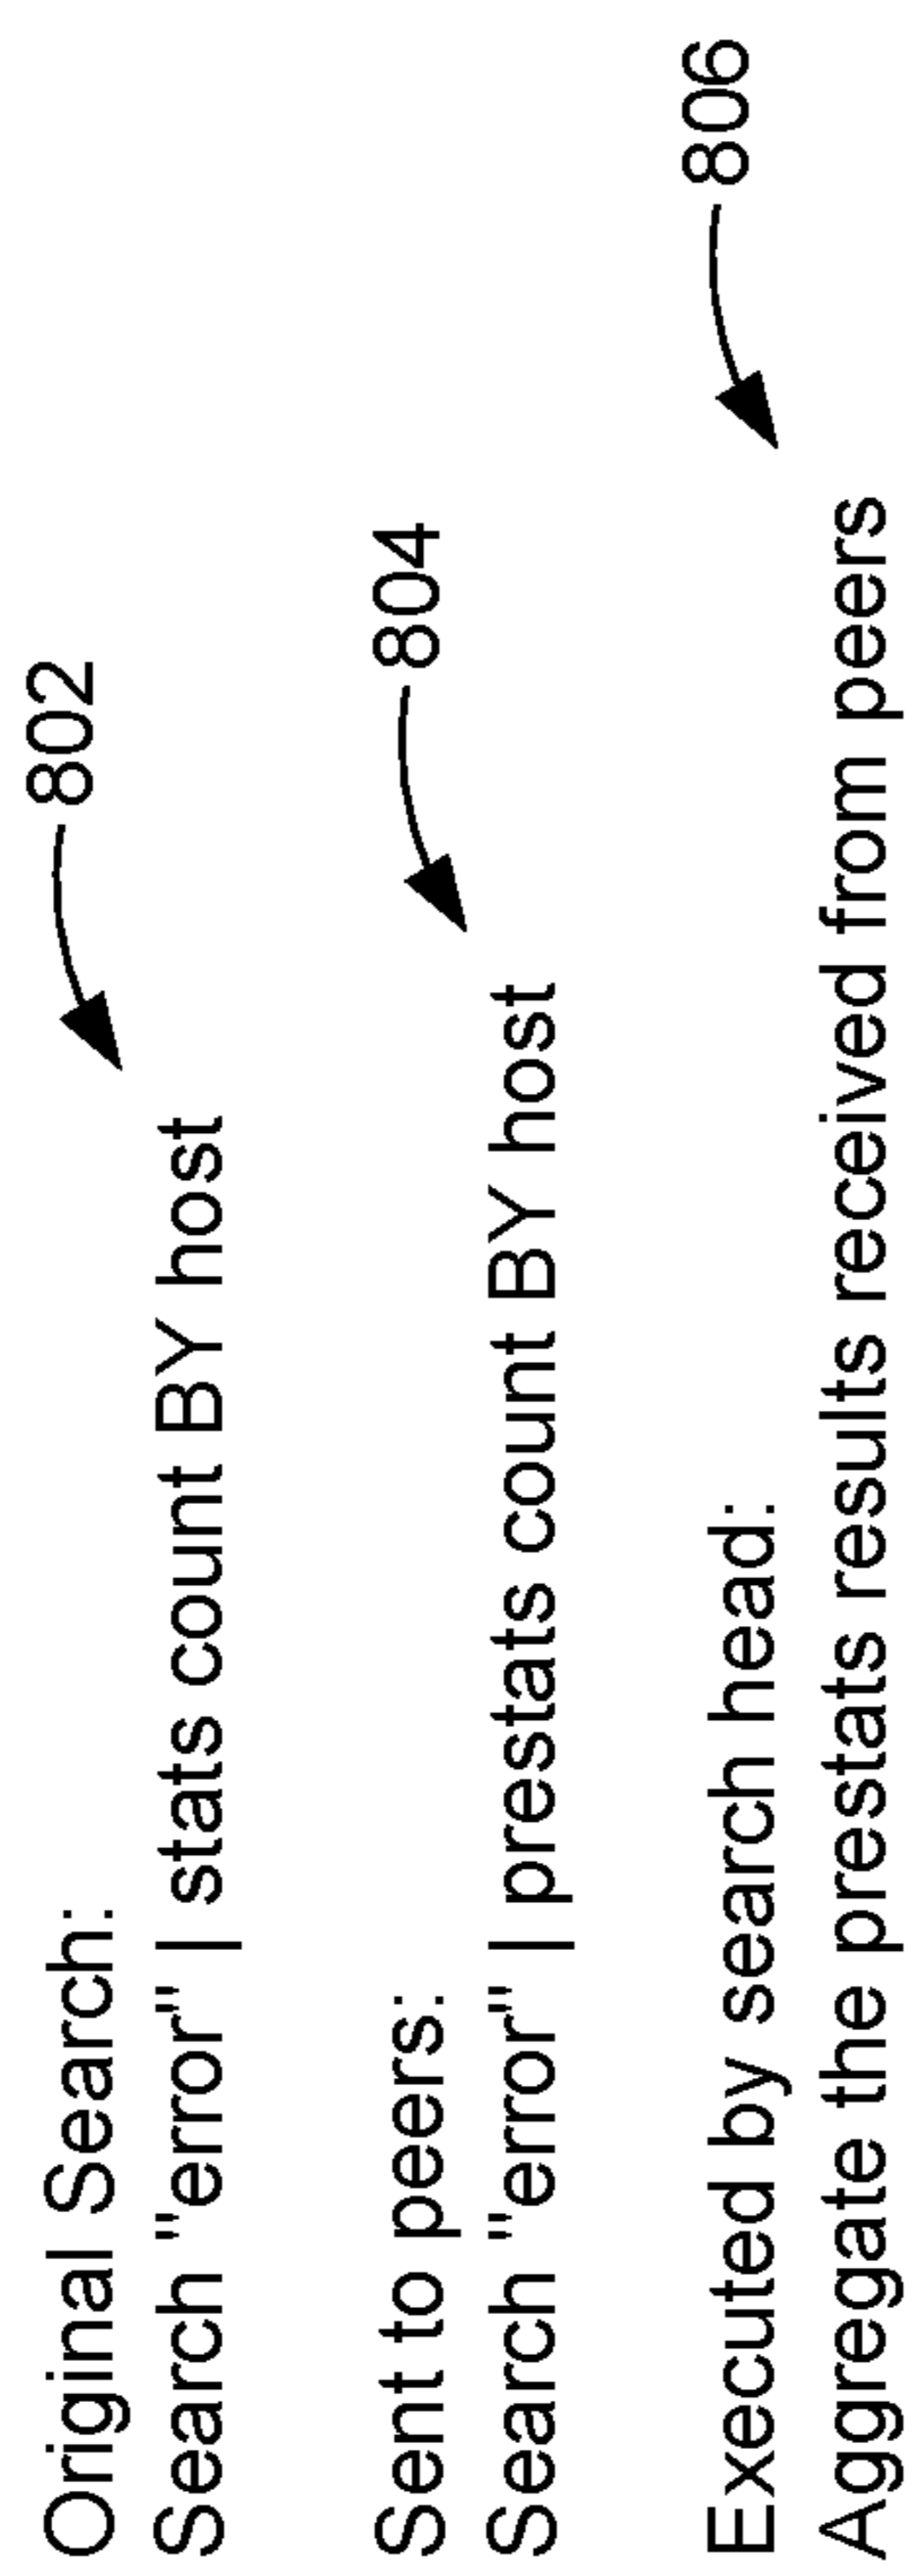 Original Search: 802
Search "error" | stats count BY host
Sent to peers: 804
Search "error" | prestats count BY host
Executed by search head: 806
Aggregate the prestats results received from peers